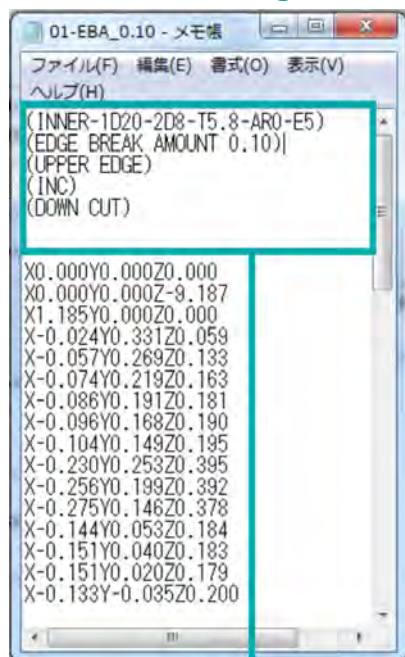 01-EBA_0.10 - メモ帳
ファイル(F) 編集(E) 書式(O) 表示(V)
ヘルプ(H)
(INNER-1D20-2D8-T5.8-AR0-E5)
(EDGE BREAK AMOUNT 0.10)
(UPPER EDGE)
(INC)
(DOWN CUT)
X0.000Y0.000Z0.000
X0.000Y0.000Z-9.187
X1.185Y0.000Z0.000
X-0.024Y0.331Z0.059
X-0.057Y0.269Z0.133
X-0.074Y0.219Z0.163
X-0.086Y0.191Z0.181
X-0.096Y0.168Z0.190
X-0.104Y0.149Z0.195
X-0.230Y0.253Z0.395
X-0.256Y0.199Z0.392
X-0.275Y0.146Z0.378
X-0.144Y0.053Z0.184
X-0.151Y0.040Z0.183
X-0.151Y0.020Z0.179
X-0.133Y-0.035Z0.200